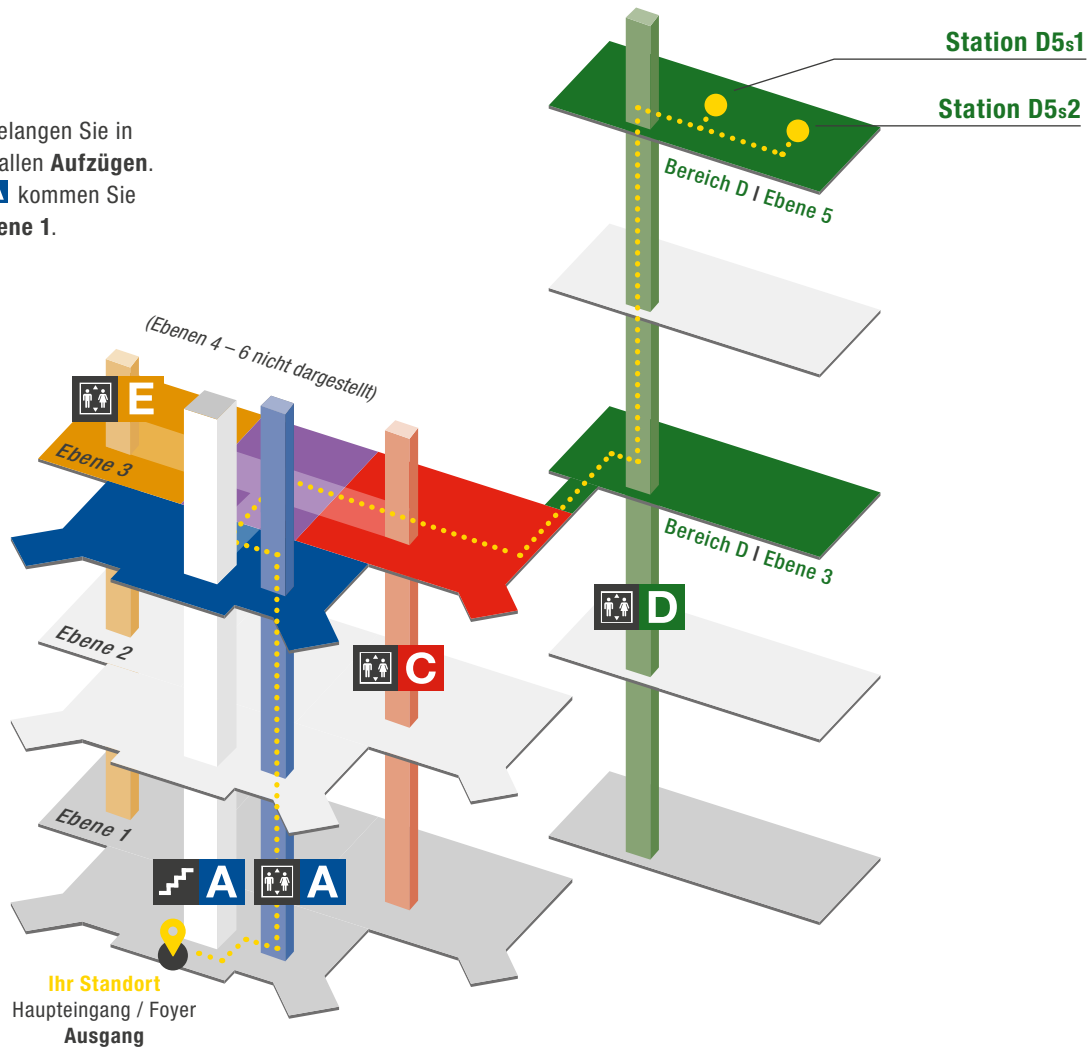 Station D5s1
Station D5s2
elangen Sie in
allen Aufzügen.
A kommen Sie
ene 1.
Bereich D I Ebene 5
(Ebenen 4 – 6 nicht dargestellt)
E
Ebene 3
Bereich D I Ebene 3
D
Ebene 2
C
Ebene 1
A
A
Ihr Standort
Haupteingang / Foyer
Ausgang